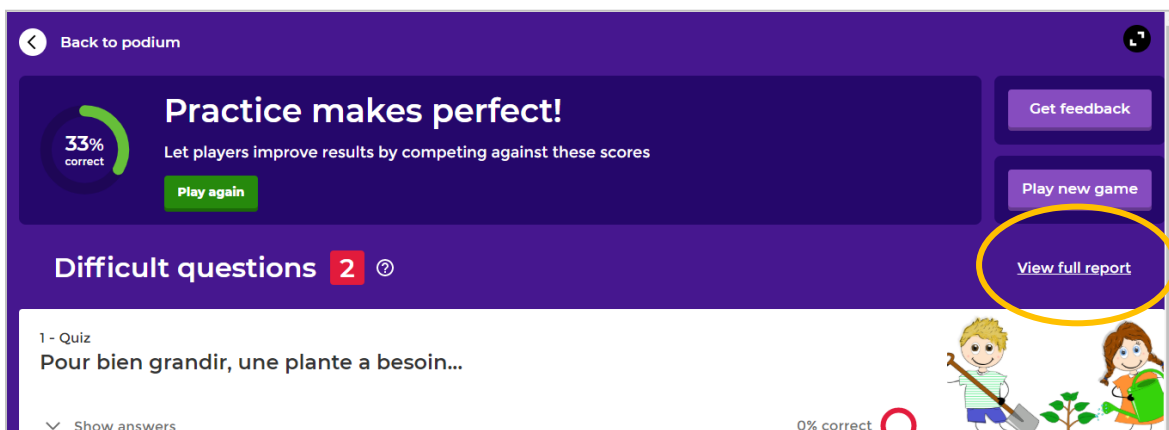 Back to podium
Practice makes perfect!
33%
correct
Let players improve results by competing against these scores
Play again
Get feedback
Play new game
Difficult questions 2 ?
View full report
1 - Quiz
Pour bien grandir, une plante a besoin...
Show answers
0% correct